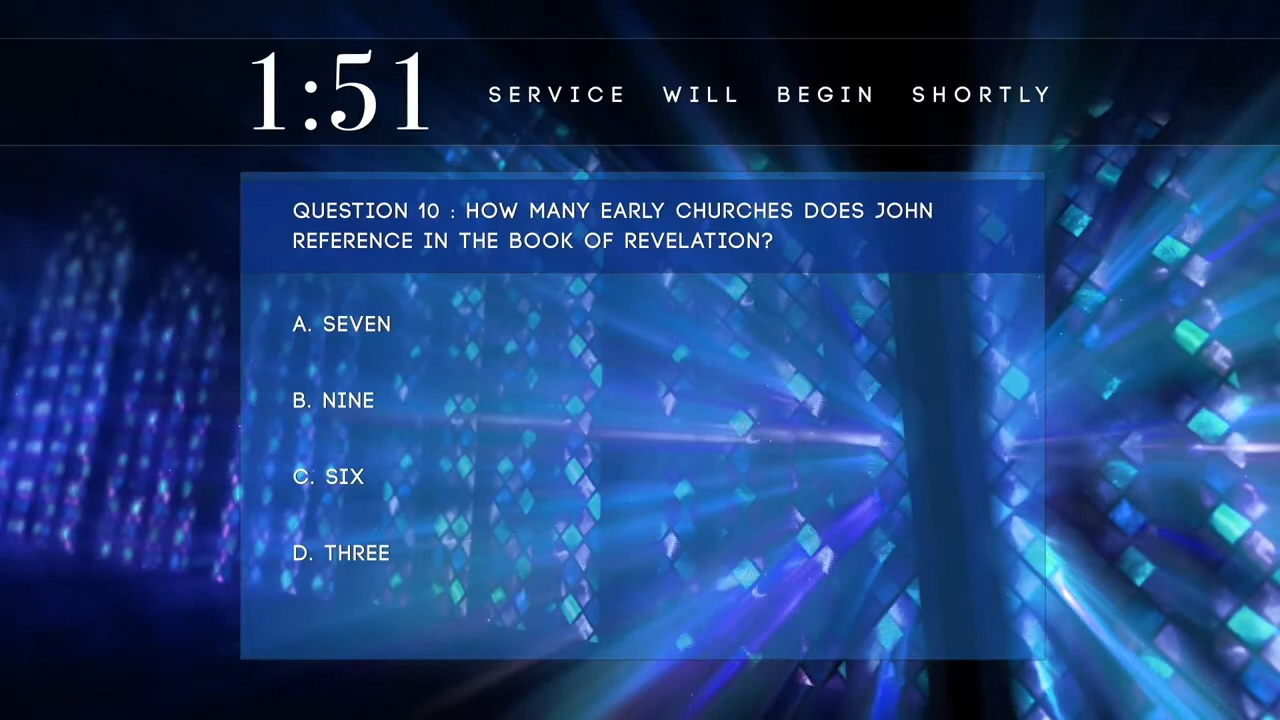 1:51 SERVICE WILL BEGIN SHORTLY
QUESTION 10 : HOW MANY EARLY CHURCHES DOES JOHN
REFERENCE IN THE BOOK OF REVELATION?
A. SEVEN
B. NINE
C. SIX
D. THREE